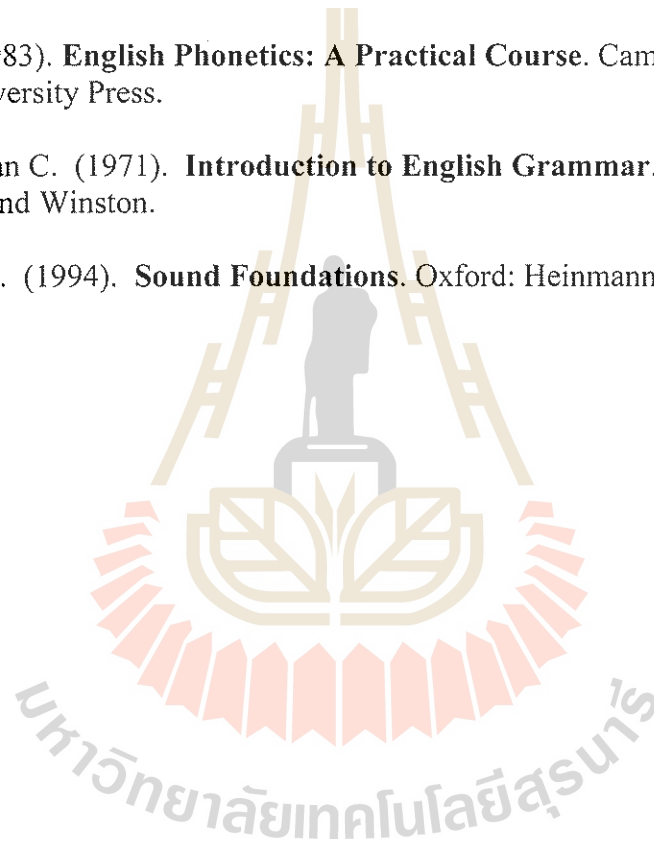 83). English Phonetics: A Practical Course. Cam
versity Press.
n C. (1971). Introduction to English Grammar.
nd Winston.
. (1994). Sound Foundations. Oxford: Heinmann
มหาวิทยาลัยเทคโนโลยีสุรนารี